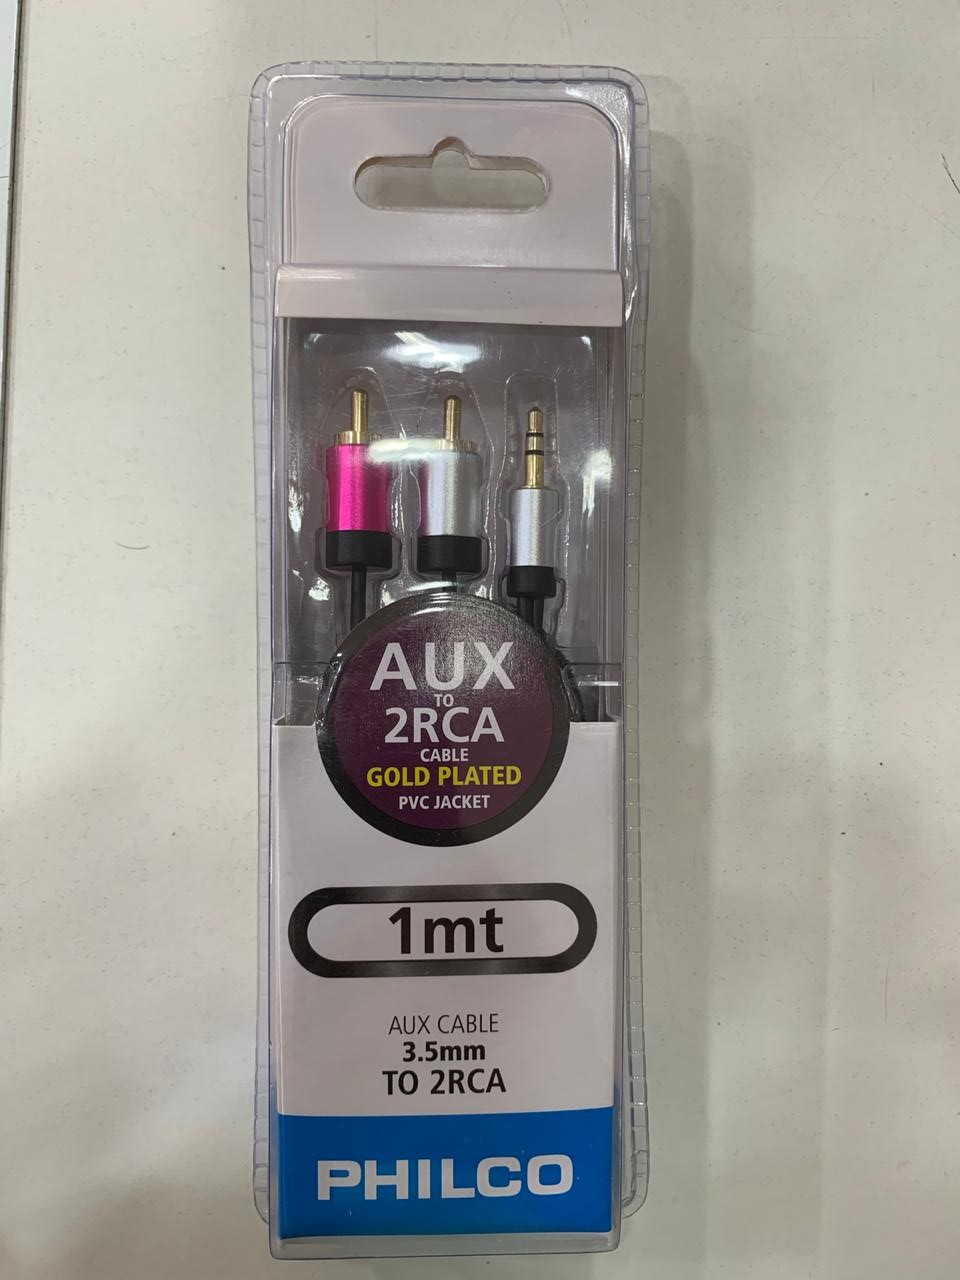 AUX
TO
2RCA
CABLE
GOLD PLATED
PVC JACKET
1mt
AUX CABLE
3.5mm
TO 2RCA
PHILCO